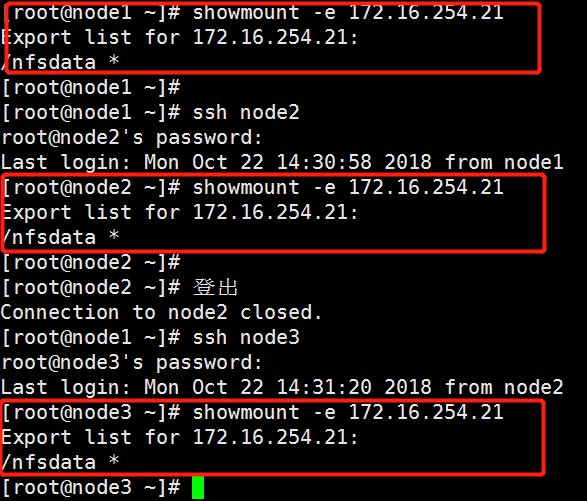 [root@node1 ~]# showmount -e 172.16.254.21
Export list for 172.16.254.21:
/nfsdata *
[root@node1 ~]#
[root@node1 ~]# ssh node2
root@node2's password:
Last login: Mon Oct 22 14:30:58 2018 from node1
[root@node2 ~]# showmount -e 172.16.254.21
Export list for 172.16.254.21:
/nfsdata *
[root@node2 ~]#
[root@node2 ~]# 登出
Connection to node2 closed.
[root@node1 ~]# ssh node3
root@node3's password:
Last login: Mon Oct 22 14:31:20 2018 from node2
[root@node3 ~]# showmount -e 172.16.254.21
Export list for 172.16.254.21:
/nfsdata *
[root@node3 ~]#